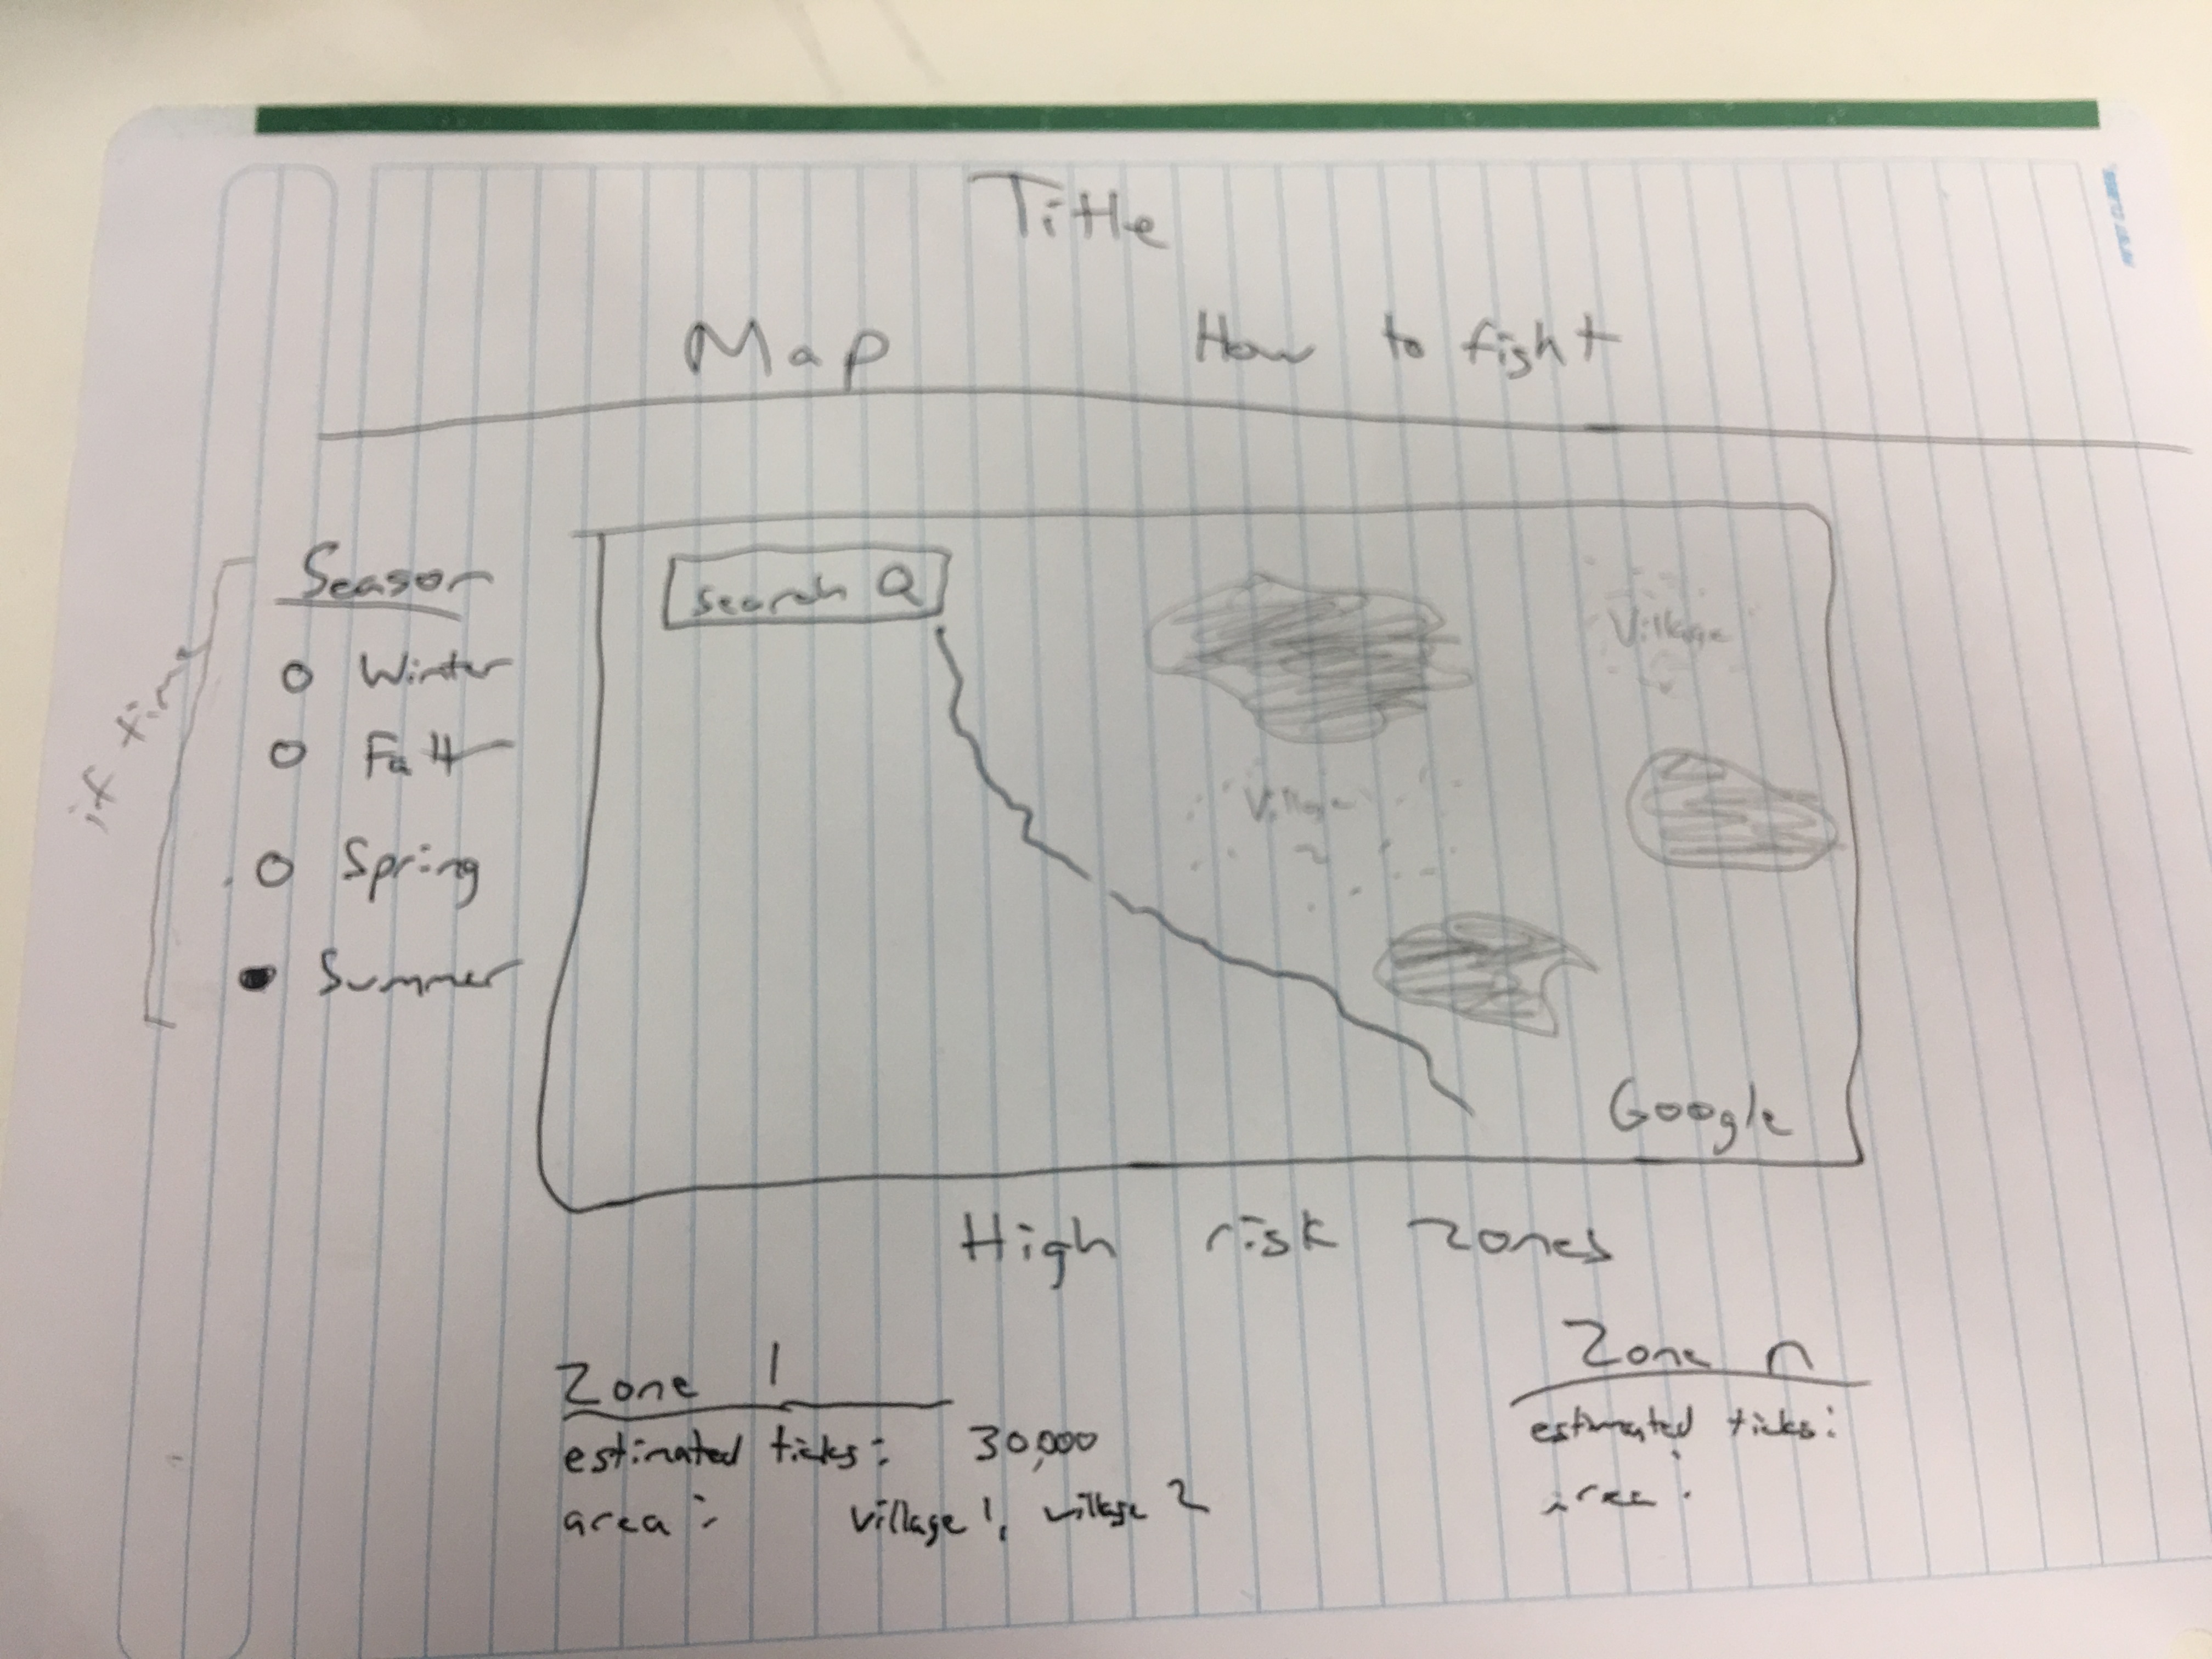 Title
Map How to fight
if time
Season
Winter
Fall
Spring
Summer
search
Village
Village
Google
High risk zones
Zone 1
estimated ticks: 30,000
area: village 1, village 2
Zone n
estimated ticks:
area: